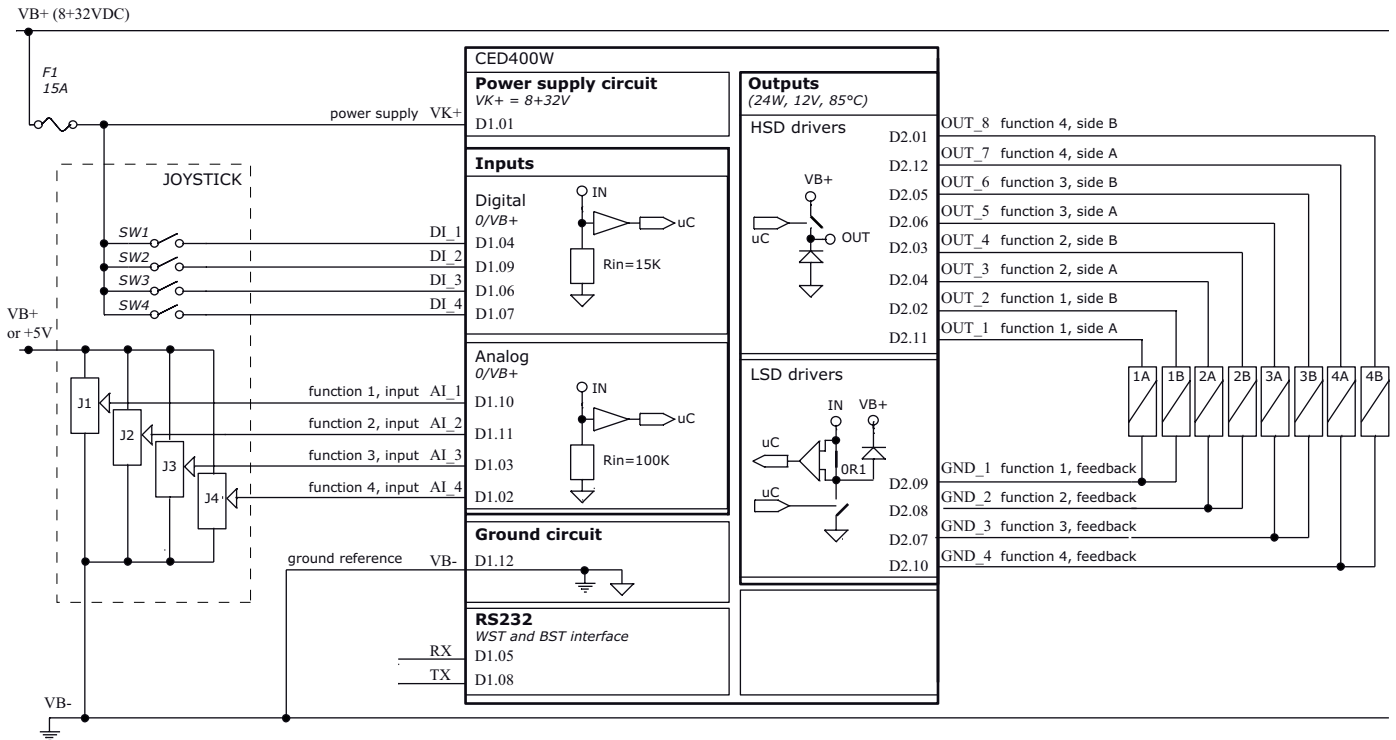 VB+ (8+32VDC)
F1
15A
power supply VK+
JOYSTICK
SW1
SW2
SW3
SW4
DI_1
DI_2
DI_3
DI_4
VB+
or +5V
J1
J2
J3
J4
function 1, input AI_1
function 2, input AI_2
function 3, input AI_3
function 4, input AI_4
ground reference VB-
RX
TX
VB-
CED400W
Power supply circuit
VK+ = 8+32V
D1.01
Inputs
Digital
0/VB+
D1.04
D1.09
D1.06
D1.07
IN
uC
Rin=15K
Analog
0/VB+
D1.10
D1.11
D1.03
D1.02
IN
uC
Rin=100K
Ground circuit
D1.12
RS232
WST and BST interface
D1.05
D1.08
Outputs
(24W, 12V, 85°C)
HSD drivers
VB+
uC
OUT
D2.01
D2.12
D2.05
D2.06
D2.03
D2.04
D2.02
D2.11
LSD drivers
IN
VB+
uC
0R1
uC
D2.09
D2.08
D2.07
D2.10
OUT_8 function 4, side B
OUT_7 function 4, side A
OUT_6 function 3, side B
OUT_5 function 3, side A
OUT_4 function 2, side B
OUT_3 function 2, side A
OUT_2 function 1, side B
OUT_1 function 1, side A
1A
1B
2A
2B
3A
3B
4A
4B
GND_1 function 1, feedback
GND_2 function 2, feedback
GND_3 function 3, feedback
GND_4 function 4, feedback